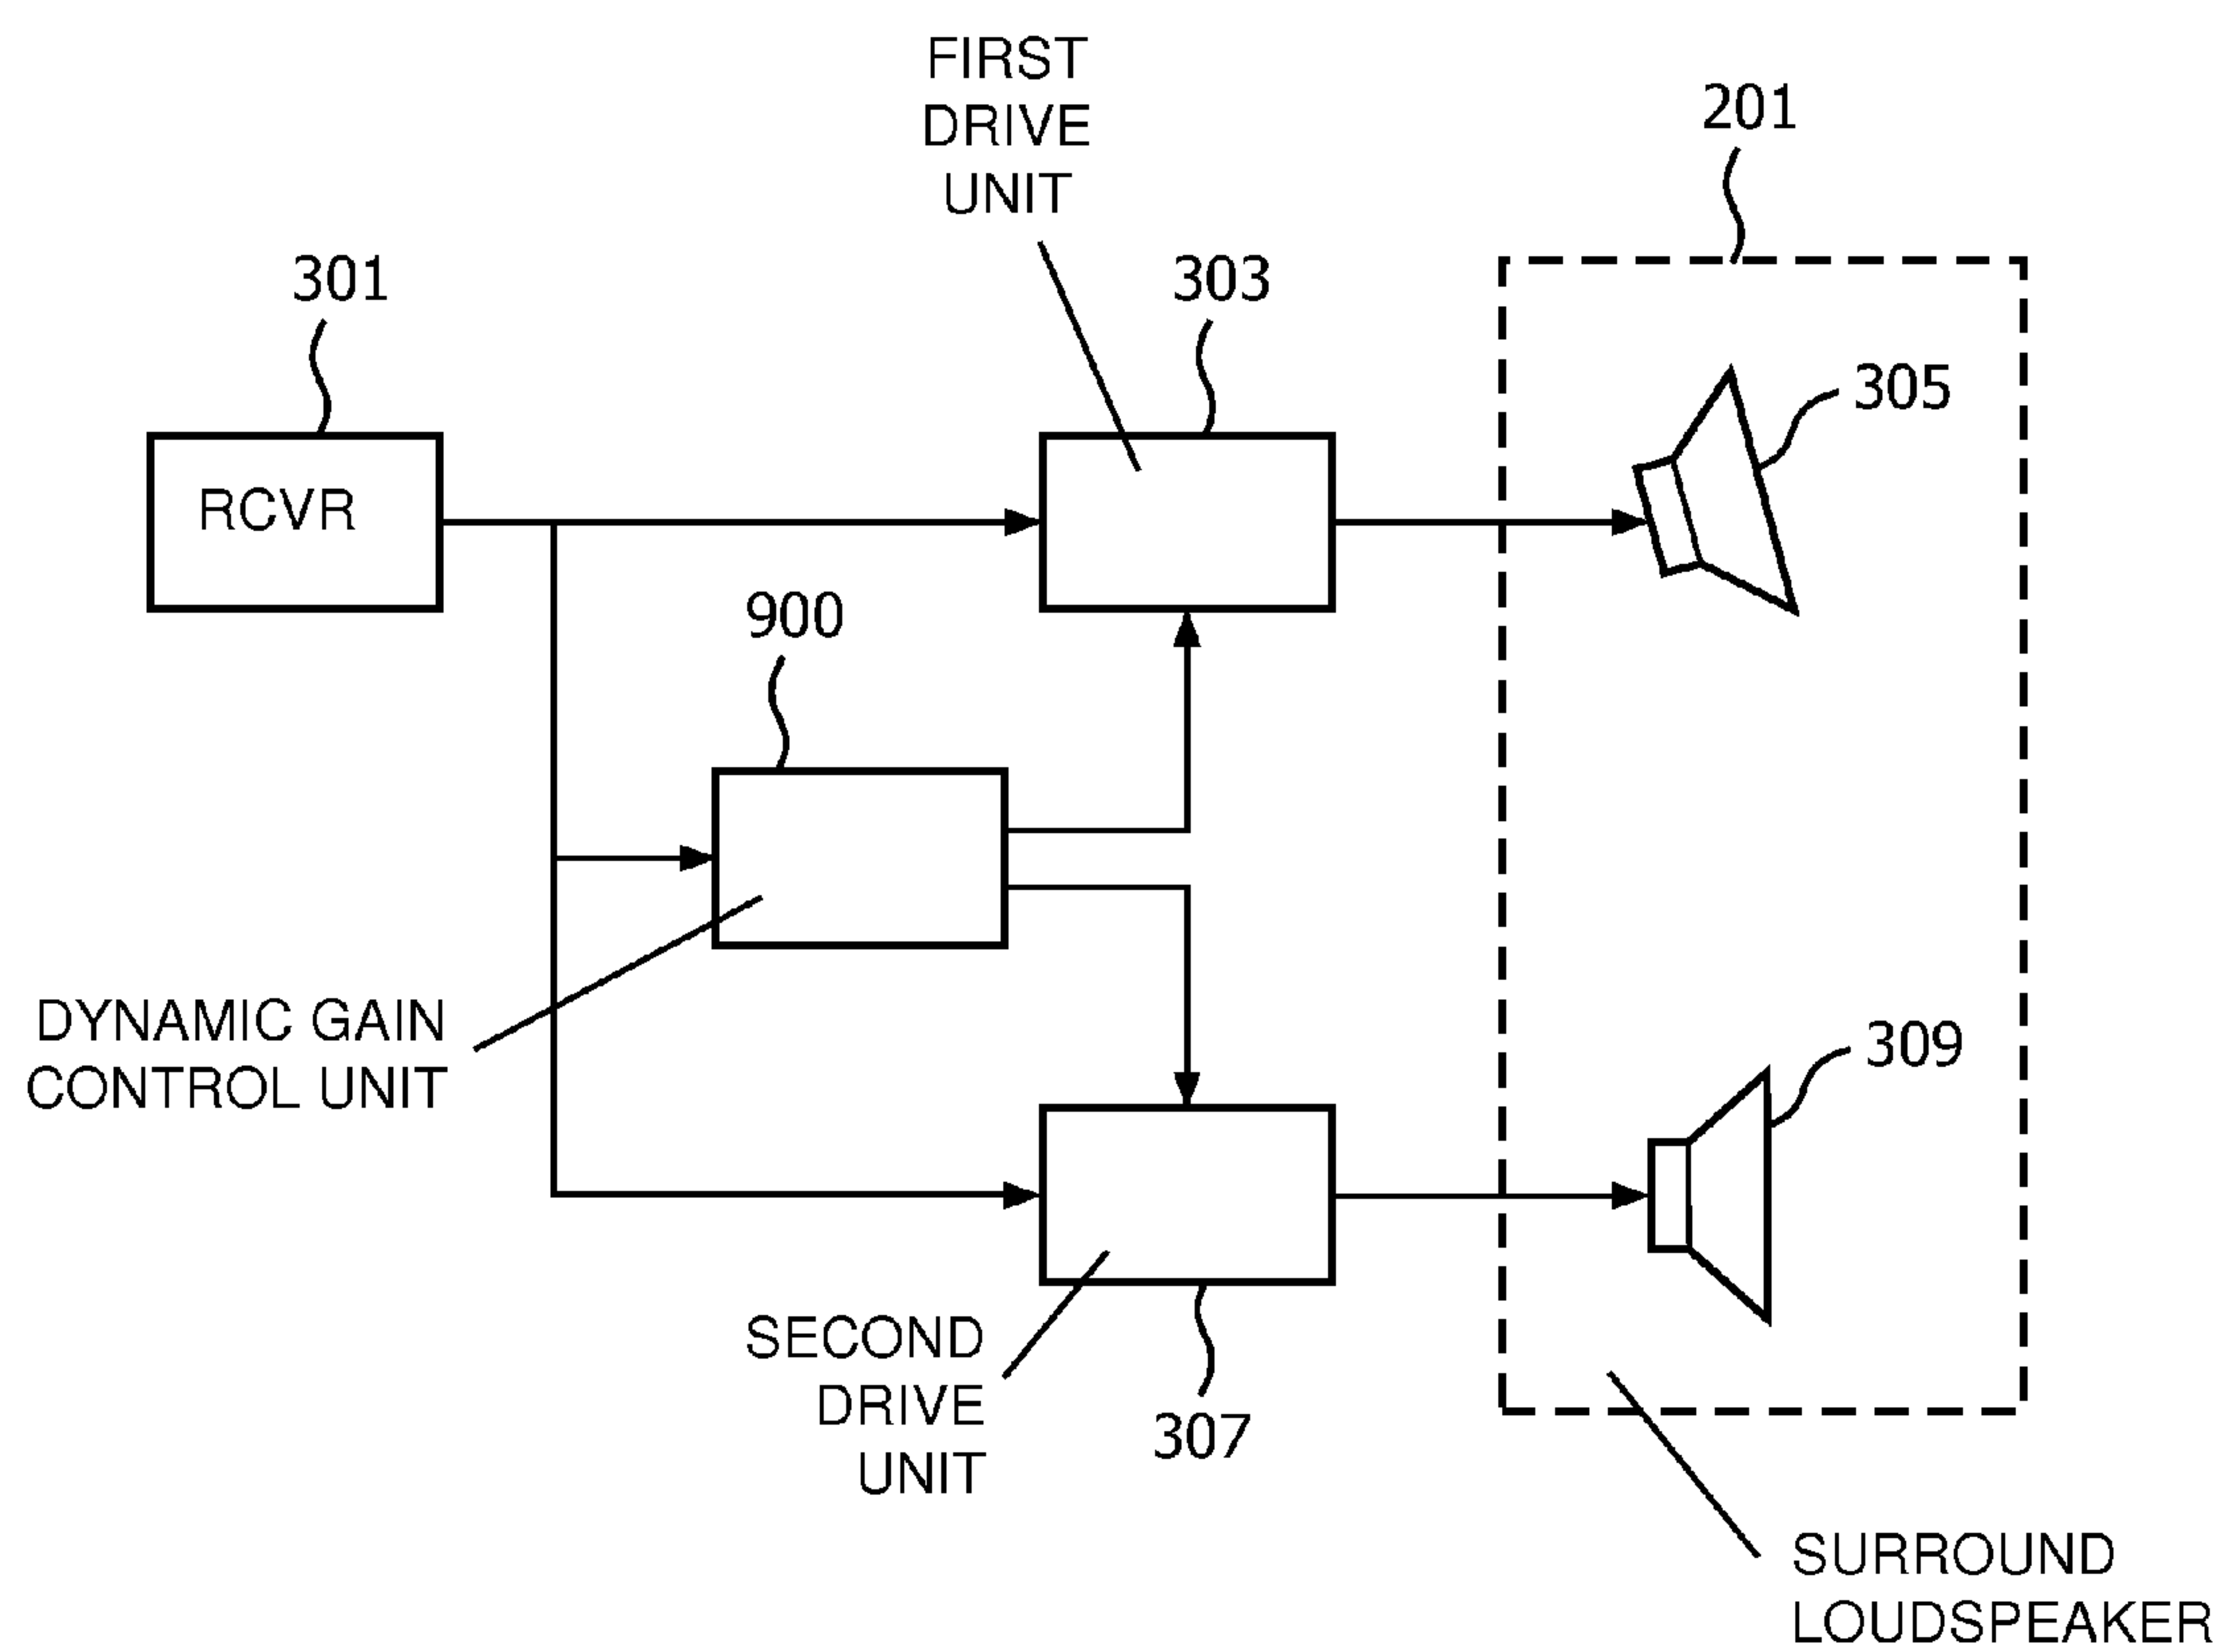 FIRST
DRIVE
UNIT
201
301
303
305
RCVR
900
DYNAMIC GAIN
CONTROL UNIT
309
SECOND
DRIVE
UNIT
307
SURROUND
LOUDSPEAKER